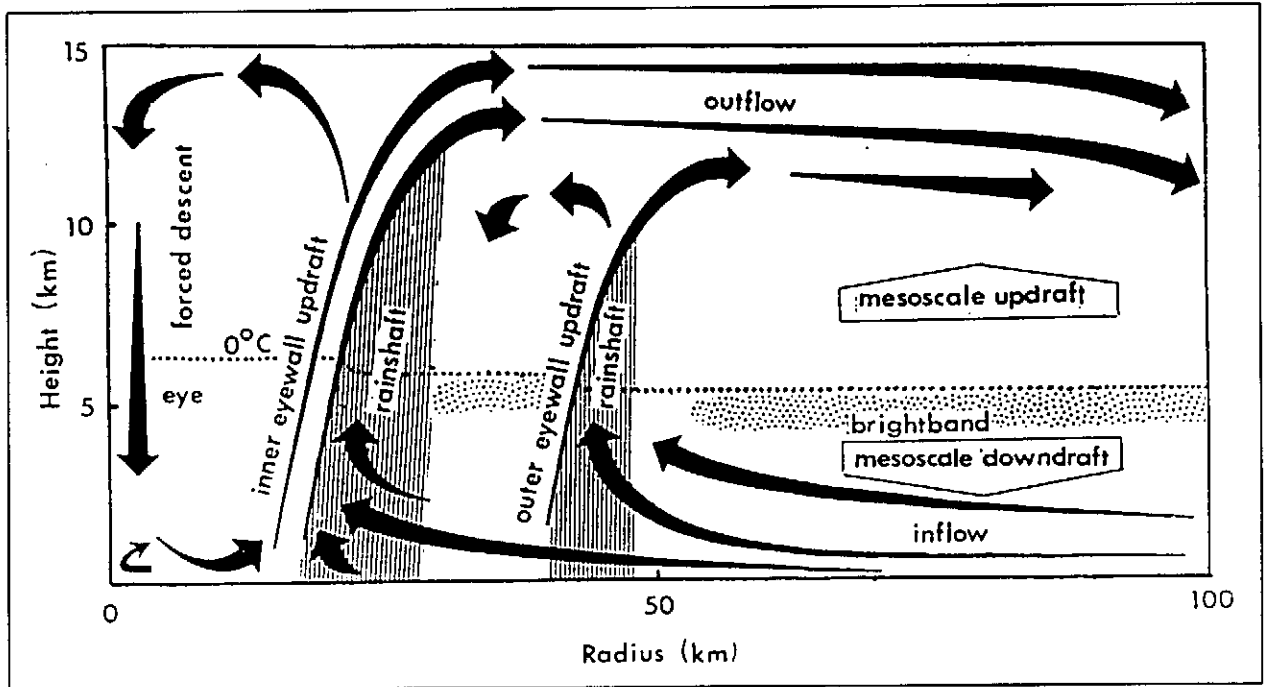 15
10
5
0
50
100
Height (km)
Radius (km)
forced descent
0°C
eye
inner eyewall updraft
rainshaft
outer eyewall updraft
rainshaft
outflow
mesoscale updraft
brightband
mesoscale downdraft
inflow